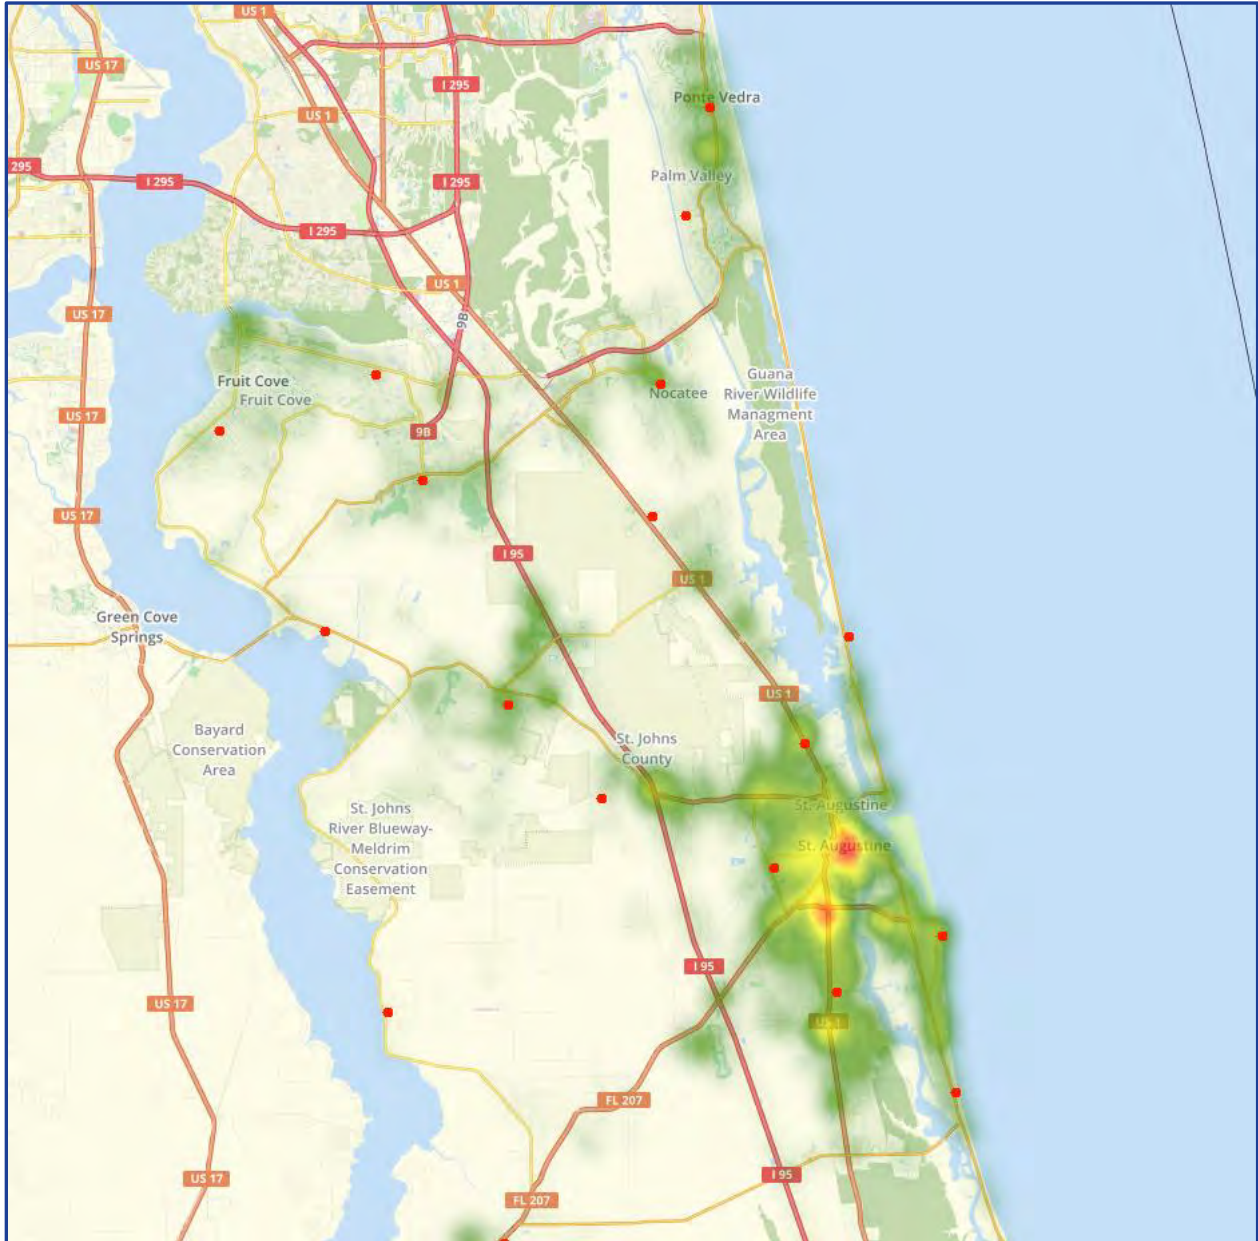 US 1
US 17
I 295
US 1
Ponte Vedra
295
I 295
I 295
Palm Valley
I 295
US 1
US 17
9B
Fruit Cove
Fruit Cove
Nocatee
Guana
River Wildlife
Managment
Area
US 17
9B
US 17
I 95
US 1
Green Cove
Springs
US 1
Bayard
Conservation
Area
St. Johns
County
St. Johns
River Blueway-
Meldrim
Conservation
Easement
St. Augustine
St. Augustine
I 95
US 17
US 1
FL 207
US 17
I 95
FL 207